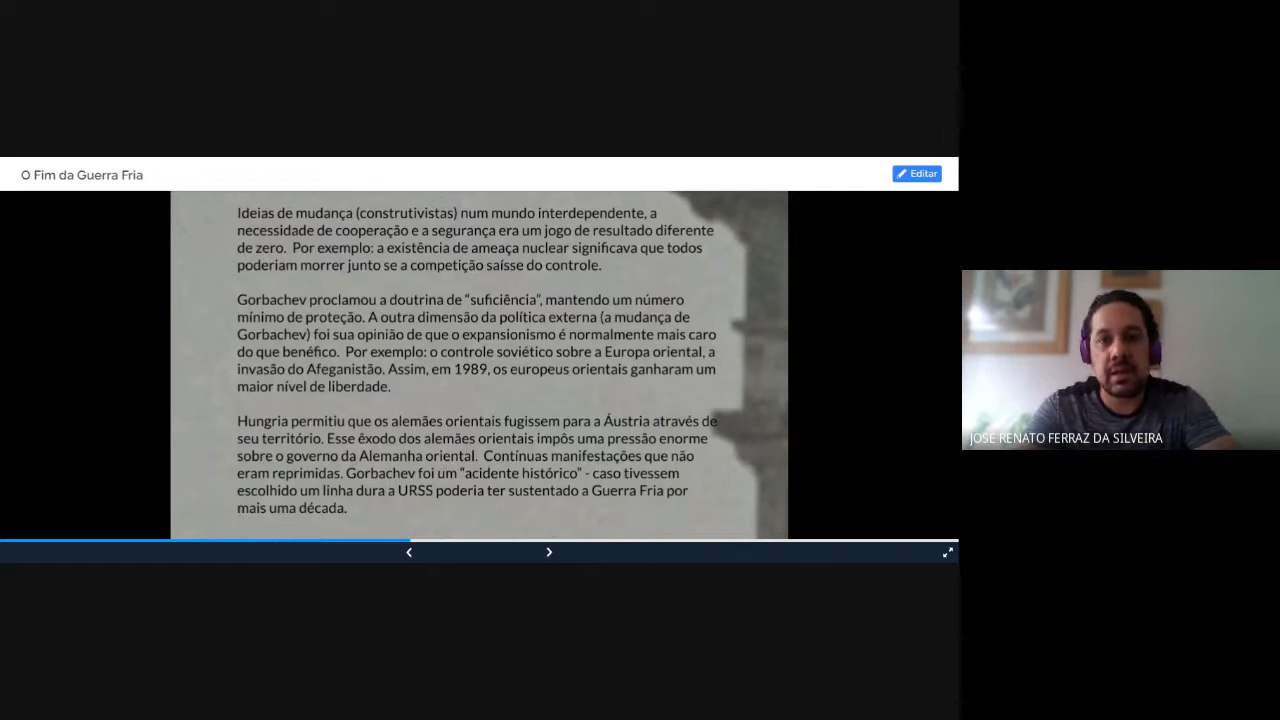 O Fim da Guerra Fria
Editar
Ideias de mudança (construtivistas) num mundo interdependente, a
necessidade de cooperação e a segurança era um jogo de resultado diferente
de zero. Por exemplo: a existência de ameaça nuclear significava que todos
poderiam morrer junto se a competição saísse do controle.
Gorbachev proclamou a doutrina de “suficiência”, mantendo um número
mínimo de proteção. A outra dimensão da política externa (a mudança de
Gorbachev) foi sua opinião de que o expansionismo é normalmente mais caro
do que benéfico. Por exemplo: o controle soviético sobre a Europa oriental, a
invasão do Afeganistão. Assim, em 1989, os europeus orientais ganharam um
maior nível de liberdade.
Hungria permitiu que os alemães orientais fugissem para a Áustria através de
seu território. Esse êxodo dos alemães orientais impôs uma pressão enorme
sobre o governo da Alemanha oriental. Contínuas manifestações que não
eram reprimidas. Gorbachev foi um “acidente histórico” - caso tivessem
escolhido um linha dura a URSS poderia ter sustentado a Guerra Fria por
mais uma década.
JOSE RENATO FERRAZ DA SILVEIRA